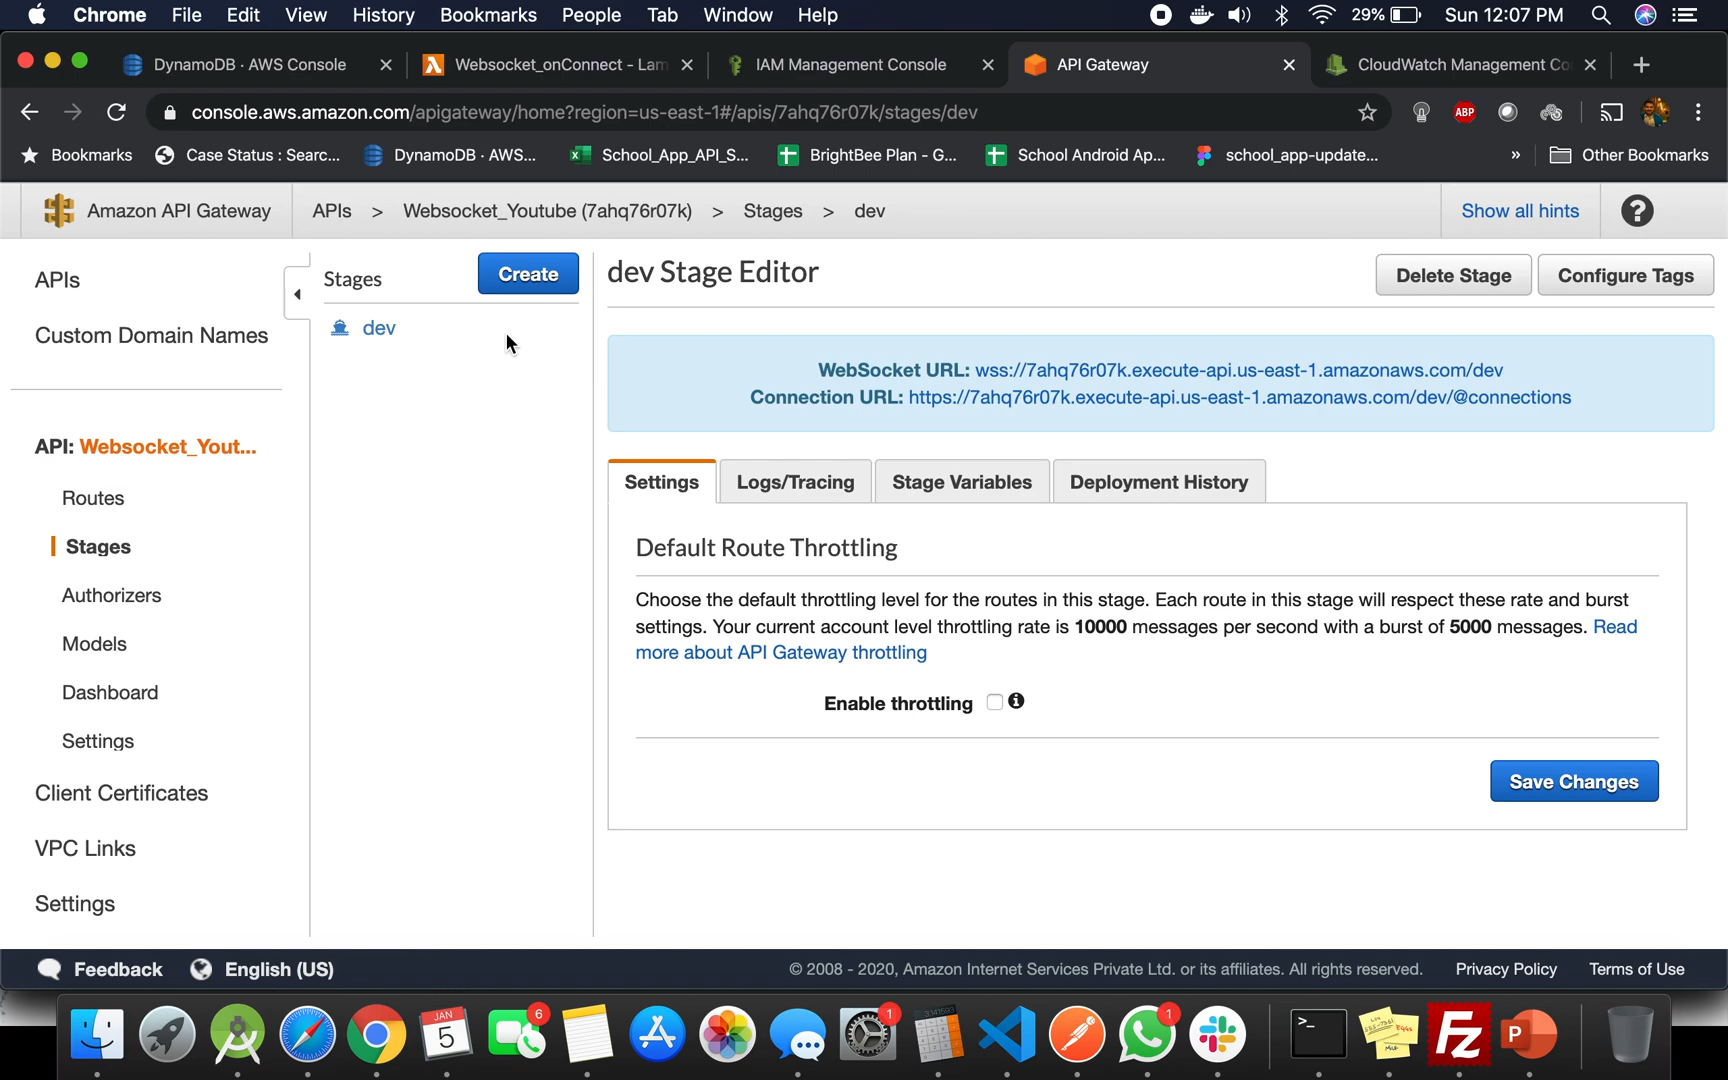 Chrome File Edit View History Bookmarks People Tab Window Help 29% Sun 12:07 PM
DynamoDB · AWS Console
Websocket_onConnect - Lam
IAM Management Console
API Gateway
CloudWatch Management Co
console.aws.amazon.com/apigateway/home?region=us-east-1#/apis/7ahq76r07k/stages/dev
ABP
Bookmarks
Case Status : Searc...
DynamoDB · AWS...
School_App_API_S...
BrightBee Plan - G...
School Android Ap...
school_app-update...
»
Other Bookmarks
Amazon API Gateway
APIs > Websocket_Youtube (7ahq76r07k) > Stages > dev
Show all hints
?
APIs
Custom Domain Names
API: Websocket_Yout...
Routes
Stages
Authorizers
Models
Dashboard
Settings
Client Certificates
VPC Links
Settings
Stages
Create
dev
dev Stage Editor
Delete Stage
Configure Tags
WebSocket URL: wss://7ahq76r07k.execute-api.us-east-1.amazonaws.com/dev
Connection URL: https://7ahq76r07k.execute-api.us-east-1.amazonaws.com/dev/@connections
Settings
Logs/Tracing
Stage Variables
Deployment History
Default Route Throttling
Choose the default throttling level for the routes in this stage. Each route in this stage will respect these rate and burst
settings. Your current account level throttling rate is 10000 messages per second with a burst of 5000 messages. Read
more about API Gateway throttling
Enable throttling
Save Changes
Feedback
English (US)
© 2008 - 2020, Amazon Internet Services Private Ltd. or its affiliates. All rights reserved.
Privacy Policy
Terms of Use
JAN
5
6
1
1
>_
Eggs
Milk
Fz
P